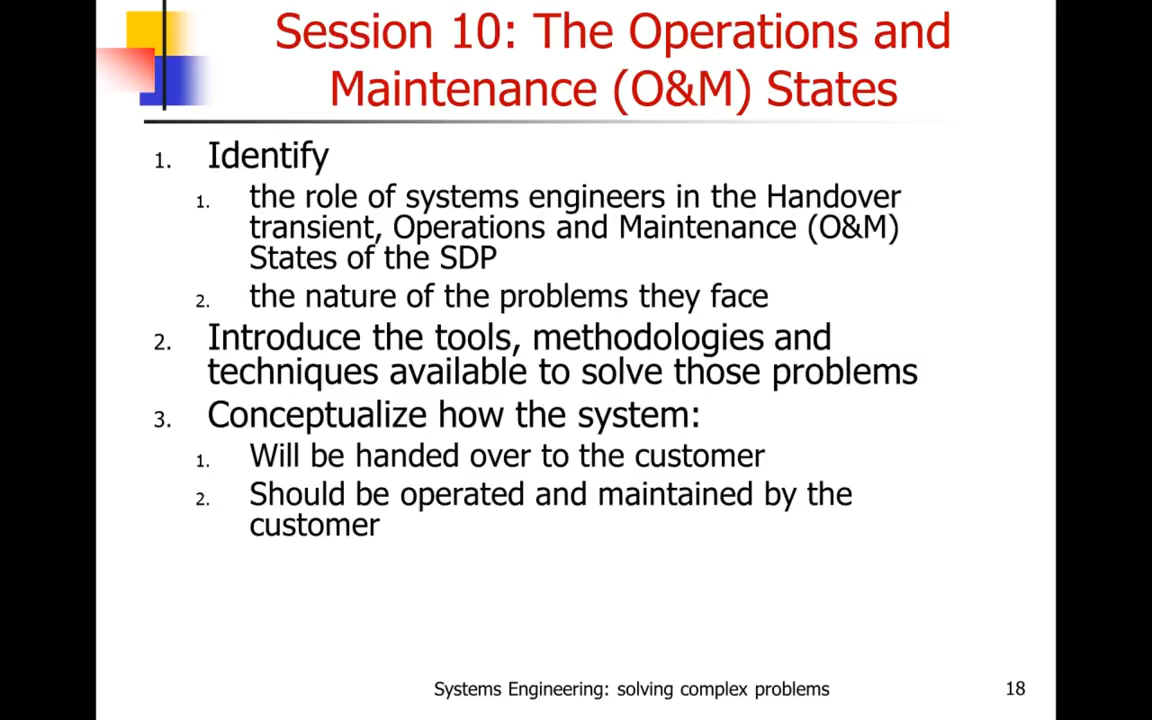 Session 10: The Operations and
Maintenance (O&M) States
1. Identify
1. the role of systems engineers in the Handover
transient, Operations and Maintenance (O&M)
States of the SDP
2. the nature of the problems they face
2. Introduce the tools, methodologies and
techniques available to solve those problems
3. Conceptualize how the system:
1. Will be handed over to the customer
2. Should be operated and maintained by the
customer
Systems Engineering: solving complex problems
18